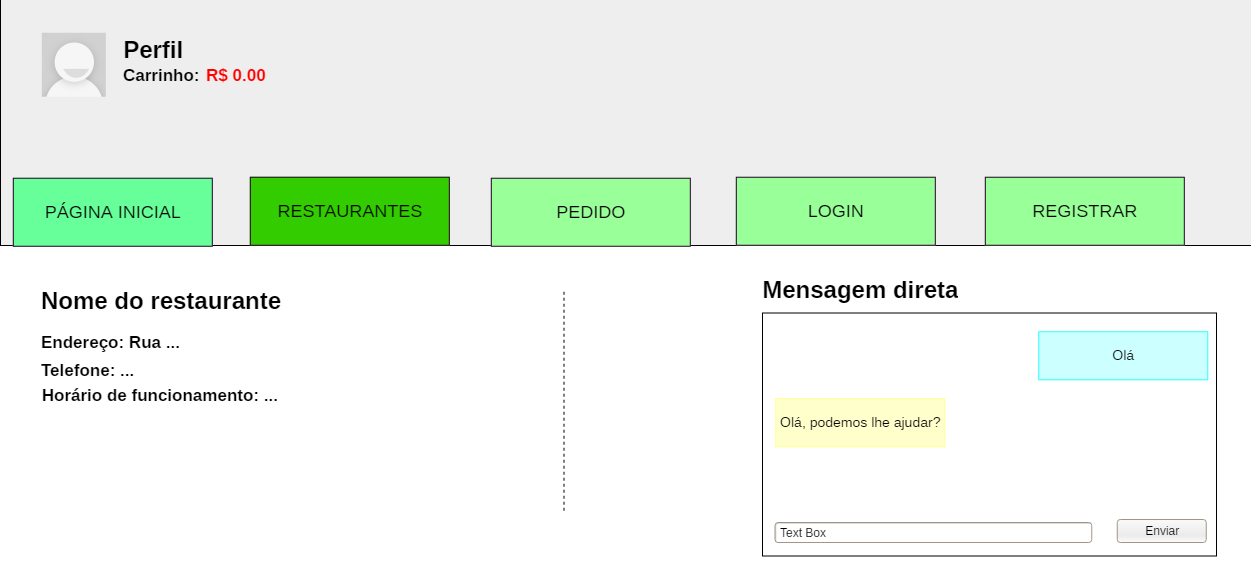 Perfil
Carrinho: R$ 0.00
PÁGINA INICIAL
RESTAURANTES
PEDIDO
LOGIN
REGISTRAR
Nome do restaurante
Endereço: Rua ...
Telefone: ...
Horário de funcionamento: ...
Mensagem direta
Olá
Olá, podemos lhe ajudar?
Text Box
Enviar